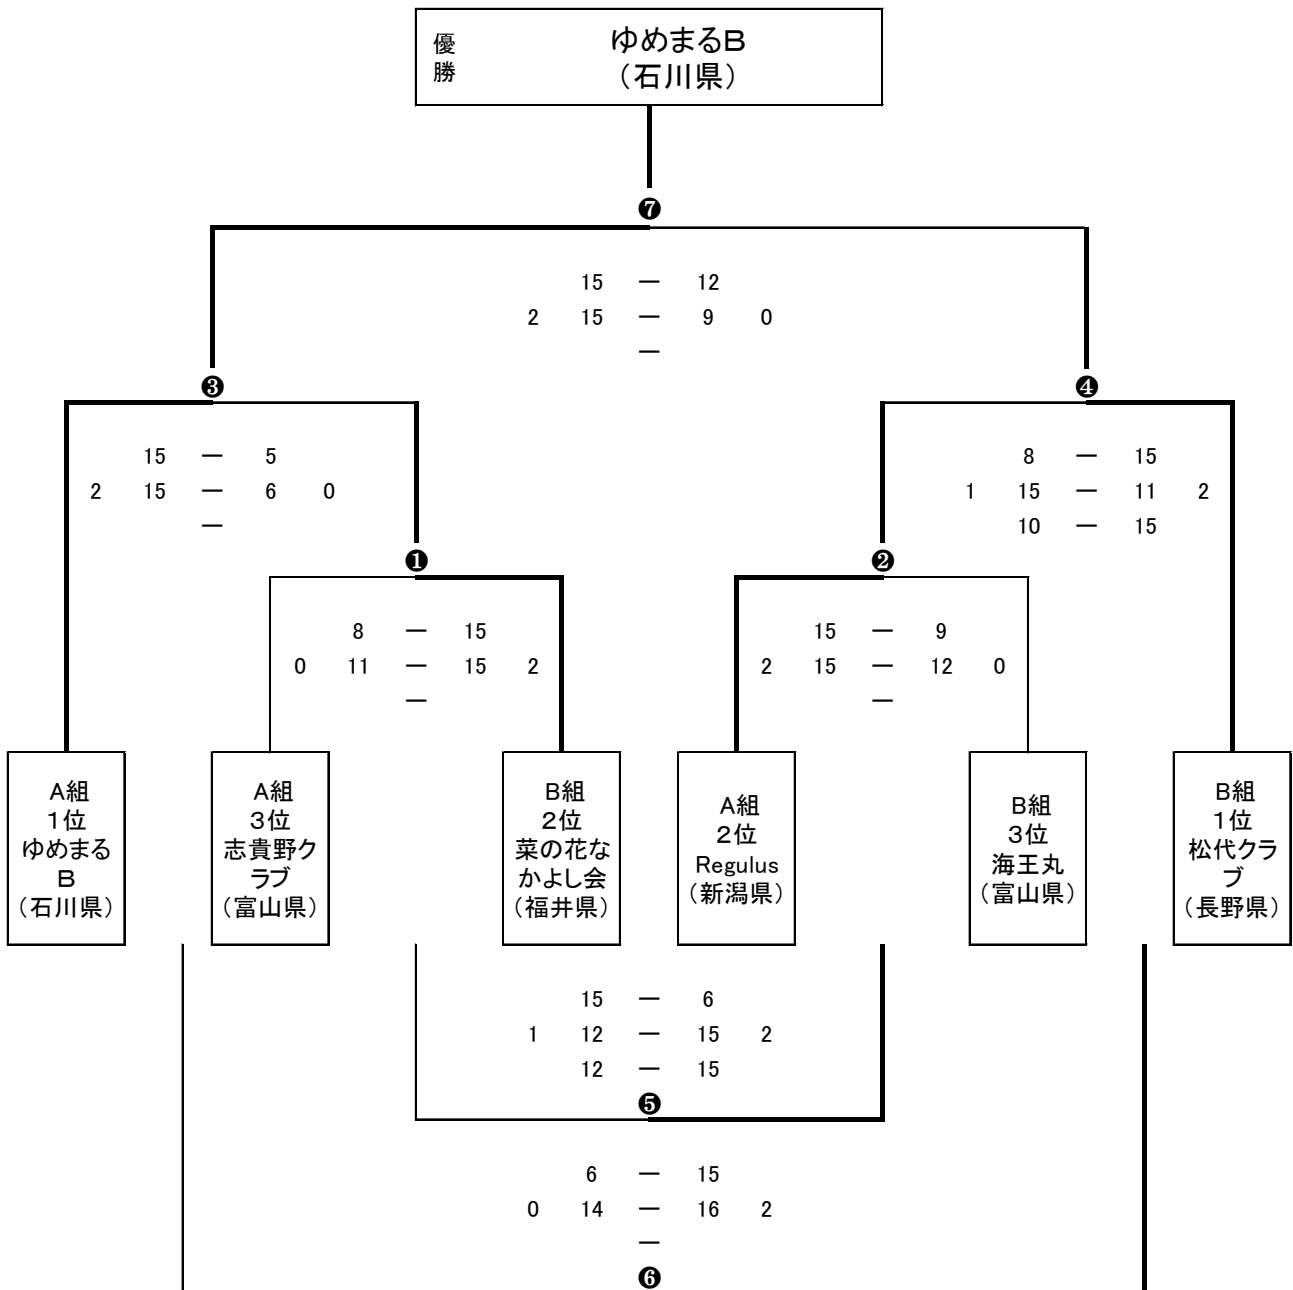 優勝
ゆめまるB
（石川県）
❼
15 ー 12
2 15 ー 9 0
ー
❸
❹
15 ー 5
2 15 ー 6 0
ー
8 ー 15
1 15 ー 11 2
10 ー 15
❶
❷
8 ー 15
0 11 ー 15 2
ー
15 ー 9
2 15 ー 12 0
ー
A組
1位
ゆめまる
B
（石川県）
A組
3位
志貴野ク
ラブ
（富山県）
B組
2位
菜の花な
かよし会
（福井県）
A組
2位
Regulus
（新潟県）
B組
3位
海王丸
（富山県）
B組
1位
松代クラ
ブ
（長野県）
15 ー 6
1 12 ー 15 2
12 ー 15
❺
6 ー 15
0 14 ー 16 2
ー
❻